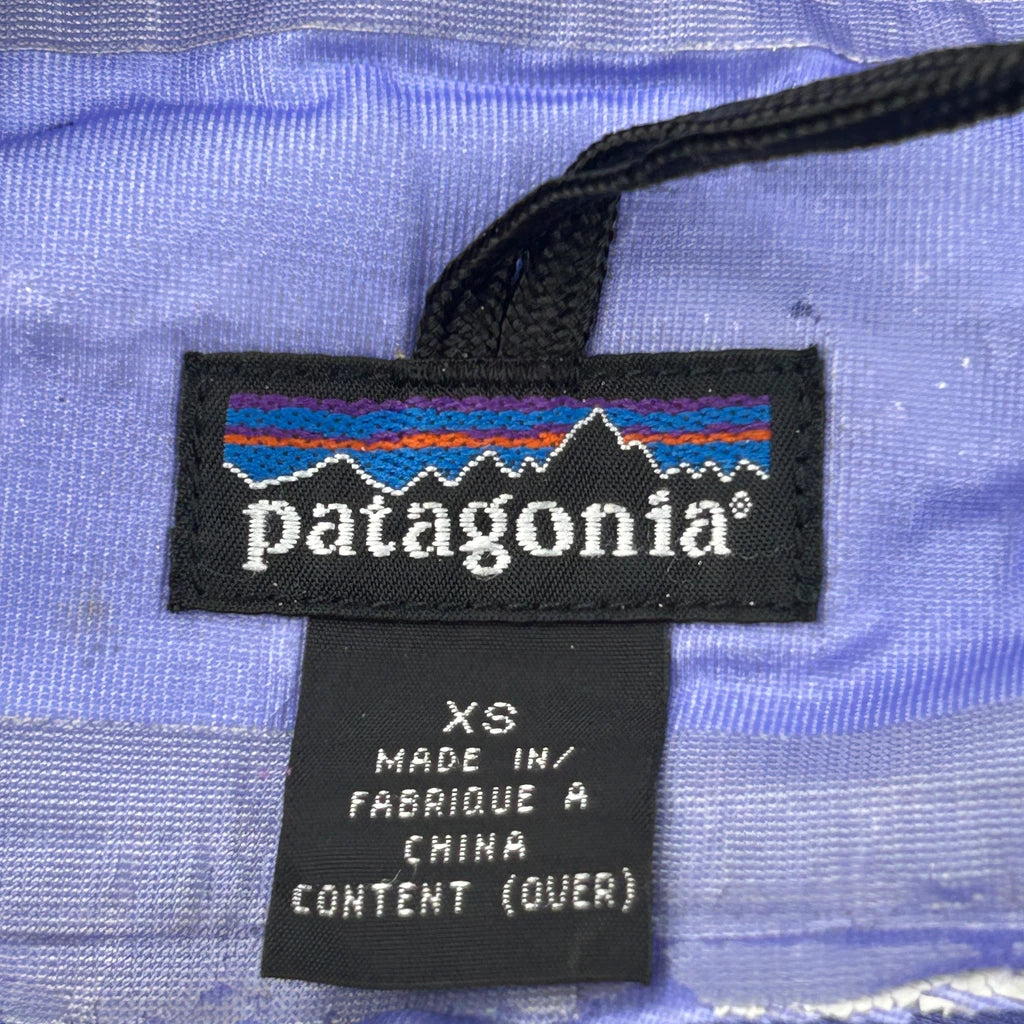 patagonia®
XS
MADE IN/
FABRIQUE A
CHINA
CONTENT (OVER)